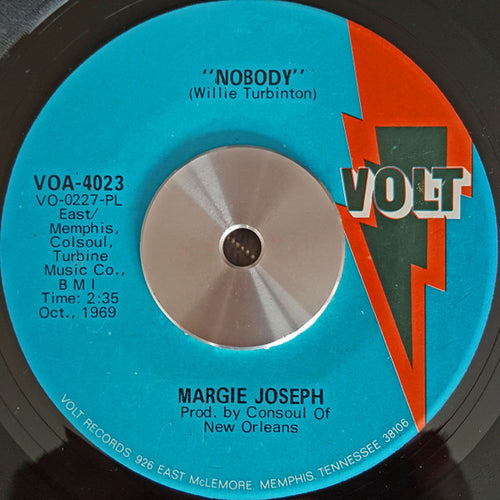 "NOBODY"
(Willie Turbinton)
VOA-4023
VO-0227-PL
East/
Memphis,
Colsoul,
Turbine
Music Co.,
BMI
Time: 2:35
Oct., 1969
VOLT
MARGIE JOSEPH
Prod. by Consoul Of
New Orleans
VOLT RECORDS, 926 EAST McLEMORE, MEMPHIS, TENNESSEE 38106